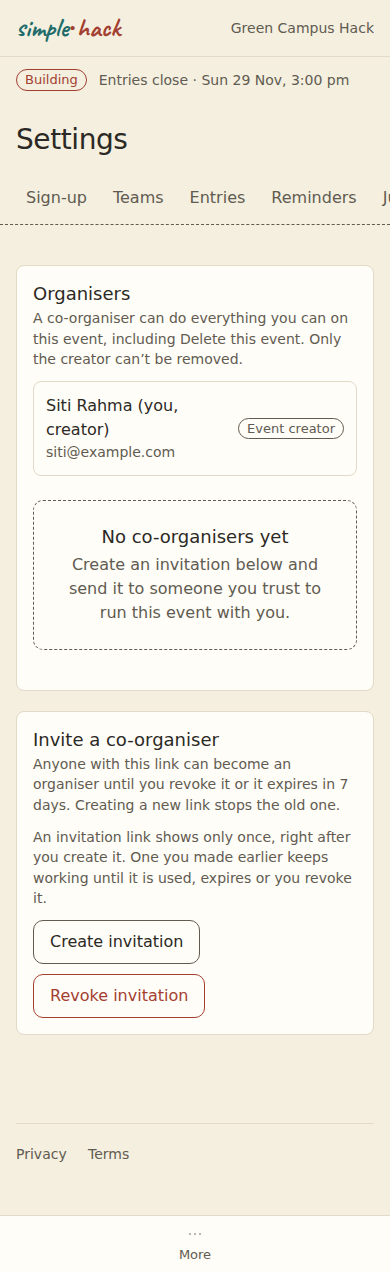 simple·hack
Green Campus Hack
Building
Entries close · Sun 29 Nov, 3:00 pm
Settings
Sign-up Teams Entries Reminders
Organisers
A co-organiser can do everything you can on
this event, including Delete this event. Only
the creator can’t be removed.
Siti Rahma (you,
creator)
siti@example.com
Event creator
No co-organisers yet
Create an invitation below and
send it to someone you trust to
run this event with you.
Invite a co-organiser
Anyone with this link can become an
organiser until you revoke it or it expires in 7
days. Creating a new link stops the old one.
An invitation link shows only once, right after
you create it. One you made earlier keeps
working until it is used, expires or you revoke
it.
Create invitation
Revoke invitation
Privacy Terms
More